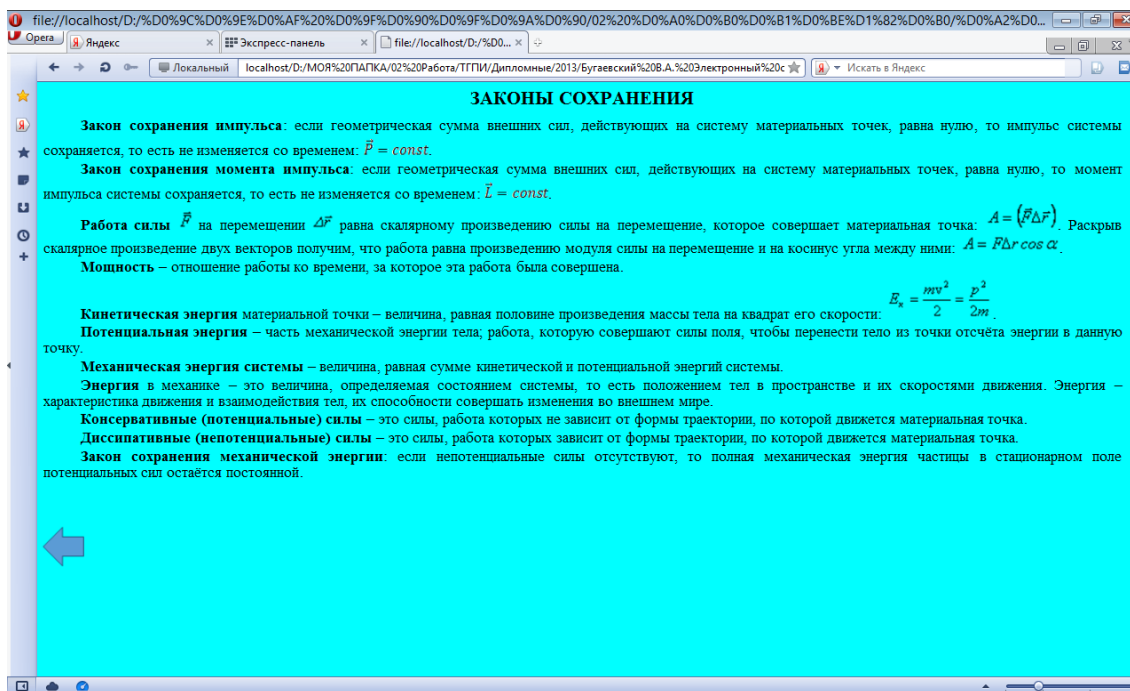 file://localhost/D:/%D0%9C%D0%9E%D0%AF%20%D0%9F%D0%90%D0%9F%D0%9A%D0%90/02%20%D0%A0%D0%B0%D0%B1%D0%BE%D1%82%D0%B0/%D0%A2%D0...
Opera Яндекс Экспресс-панель file://localhost/D:/%D0...
Локальный localhost/D:/МОЯ%20ПАПКА/02%20Работа/ТГПИ/Дипломные/2013/Бугаевский%20В.А.%20Электронный%20с Искать в Яндекс
ЗАКОНЫ СОХРАНЕНИЯ
Закон сохранения импульса: если геометрическая сумма внешних сил, действующих на систему материальных точек, равна нулю, то импульс системы
сохраняется, то есть не изменяется со временем: P⃗ = const.
Закон сохранения момента импульса: если геометрическая сумма внешних сил, действующих на систему материальных точек, равна нулю, то момент
импульса системы сохраняется, то есть не изменяется со временем: L⃗ = const.
Работа силы F⃗ на перемещении Δr⃗ равна скалярному произведению силы на перемещение, которое совершает материальная точка: A = (F⃗Δr⃗). Раскрыв
скалярное произведение двух векторов получим, что работа равна произведению модуля силы на перемещение и на косинус угла между ними: A = FΔr cos α.
Мощность – отношение работы ко времени, за которое эта работа была совершена.
Кинетическая энергия материальной точки – величина, равная половине произведения массы тела на квадрат его скорости: Eк = mv²/2 = p²/2m.
Потенциальная энергия – часть механической энергии тела; работа, которую совершают силы поля, чтобы перенести тело из точки отсчёта энергии в данную
точку.
Механическая энергия системы – величина, равная сумме кинетической и потенциальной энергий системы.
Энергия в механике – это величина, определяемая состоянием системы, то есть положением тел в пространстве и их скоростями движения. Энергия –
характеристика движения и взаимодействия тел, их способности совершать изменения во внешнем мире.
Консервативные (потенциальные) силы – это силы, работа которых не зависит от формы траектории, по которой движется материальная точка.
Диссипативные (непотенциальные) силы – это силы, работа которых зависит от формы траектории, по которой движется материальная точка.
Закон сохранения механической энергии: если непотенциальные силы отсутствуют, то полная механическая энергия частицы в стационарном поле
потенциальных сил остаётся постоянной.